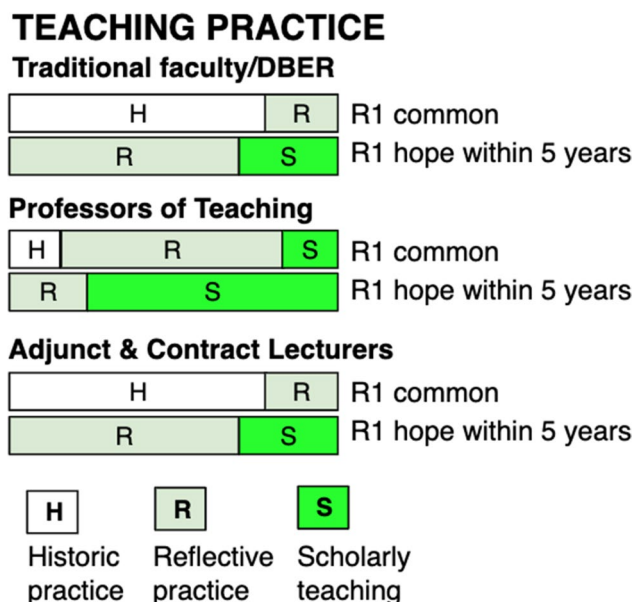 TEACHING PRACTICE
Traditional faculty/DBER
H R R1 common
R S R1 hope within 5 years
Professors of Teaching
H R S R1 common
R S R1 hope within 5 years
Adjunct & Contract Lecturers
H R R1 common
R S R1 hope within 5 years
H R S
Historic Reflective Scholarly
practice practice teaching